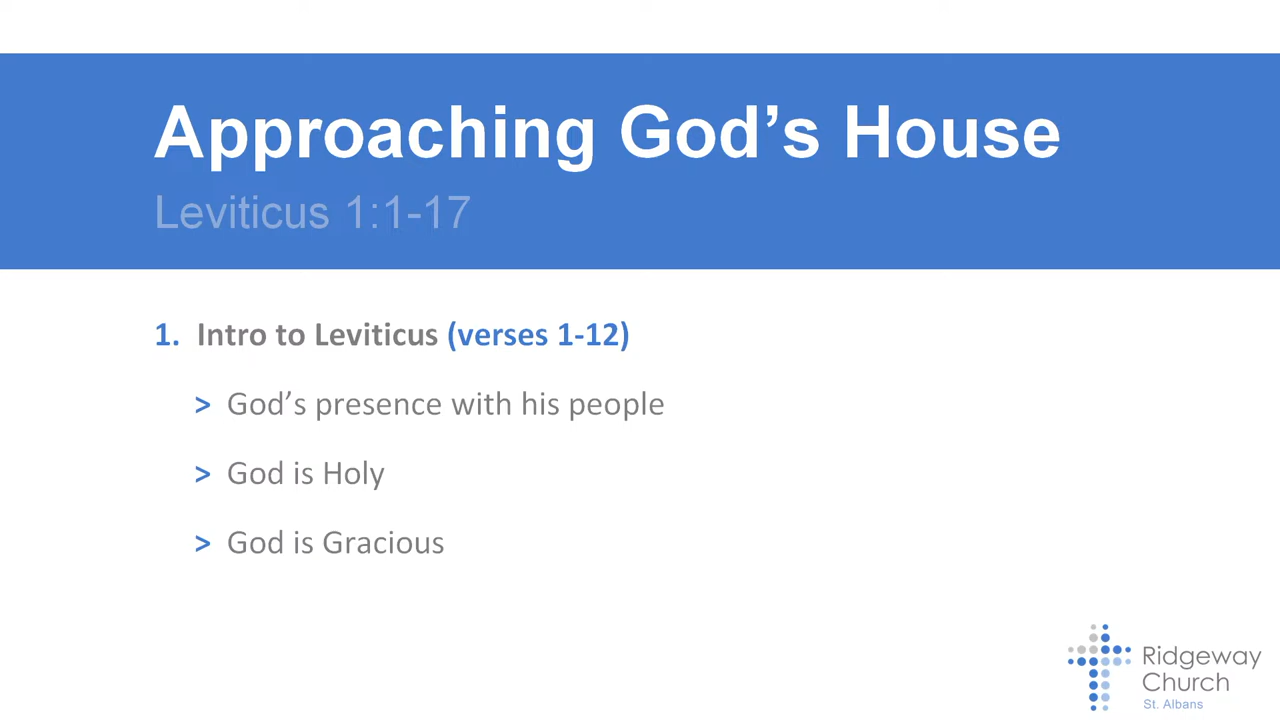 Approaching God’s House
Leviticus 1:1-17
1. Intro to Leviticus (verses 1-12)
> God’s presence with his people
> God is Holy
> God is Gracious
Ridgeway
Church
St. Albans